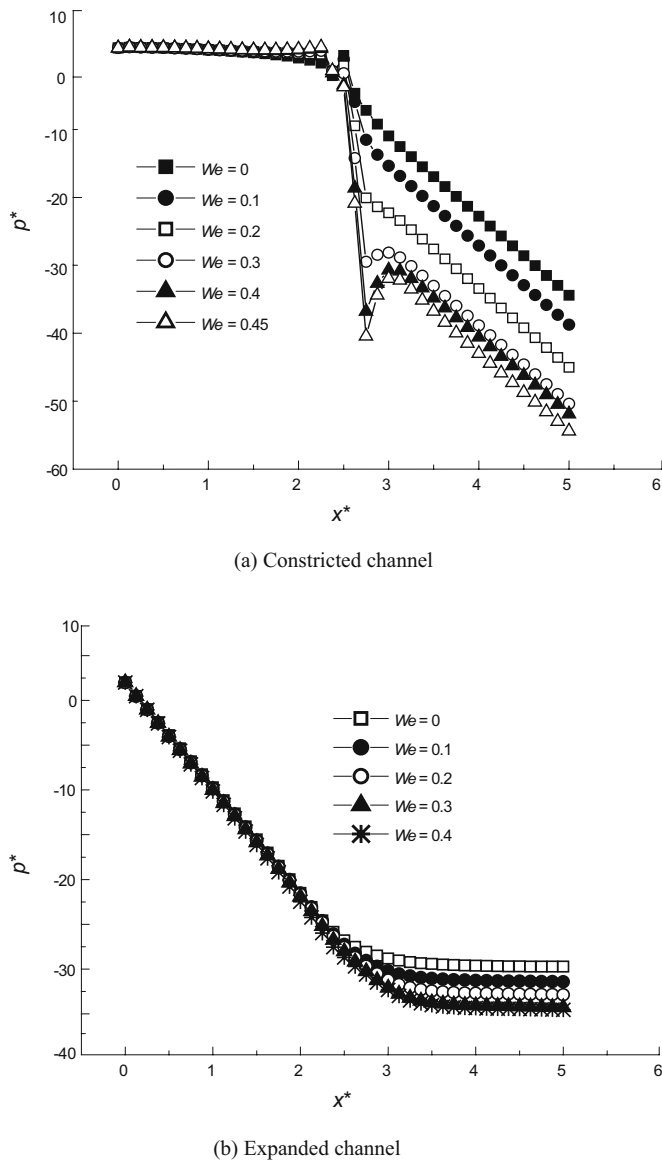 10
0
-10
-20
-30
-40
-50
-60
p*
We = 0
We = 0.1
We = 0.2
We = 0.3
We = 0.4
We = 0.45
0 1 2 3 4 5 6
x*
(a) Constricted channel
10
0
-10
-20
-30
-40
p*
We = 0
We = 0.1
We = 0.2
We = 0.3
We = 0.4
0 1 2 3 4 5 6
x*
(b) Expanded channel